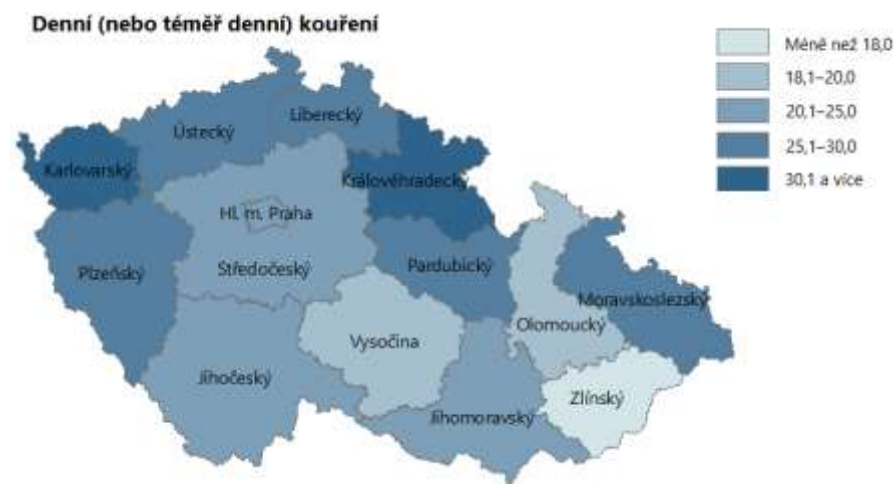 Denní (nebo téměř denní) kouření
Méně než 18,0
18,1–20,0
20,1–25,0
25,1–30,0
30,1 a více
Liberecký
Ústecký
Karlovarský
Královéhradecký
Hl. m. Praha
Středočeský
Plzeňský
Pardubický
Moravskoslezský
Olomoucký
Vysočina
Jihočeský
Zlínský
Jihomoravský